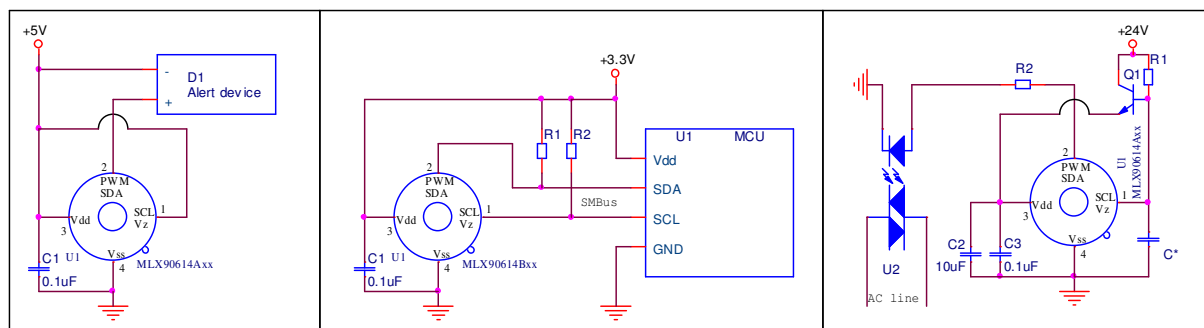 +5V
D1
Alert device
-
+
2
PWM
SDA
SCL
Vz
1
Vdd
3
Vss
4
C1
0.1uF
U1
MLX90614Axx
+3.3V
R1
R2
U1
MCU
Vdd
SDA
SCL
GND
SMBus
2
PWM
SDA
SCL
Vz
1
Vdd
3
Vss
4
C1
0.1uF
U1
MLX90614Bxx
+24V
R1
Q1
R2
U1
MLX90614Axx
2
PWM
SDA
SCL
Vz
1
Vdd
3
Vss
4
C2
10uF
C3
0.1uF
C*
U2
AC line